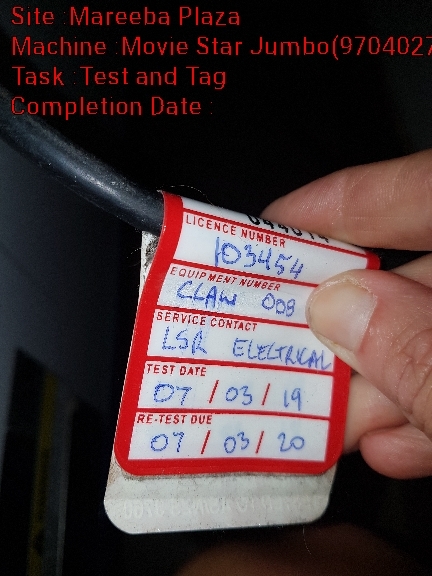 Site :Mareeba Plaza
Machine :Movie Star Jumbo(9704027
Task :Test and Tag
Completion Date :
LICENCE NUMBER
103454
EQUIPMENT NUMBER
CLAW 008
SERVICE CONTACT
LSR ELECTRICAL
TEST DATE
07 / 03 / 19
RE-TEST DUE
07 / 03 / 20